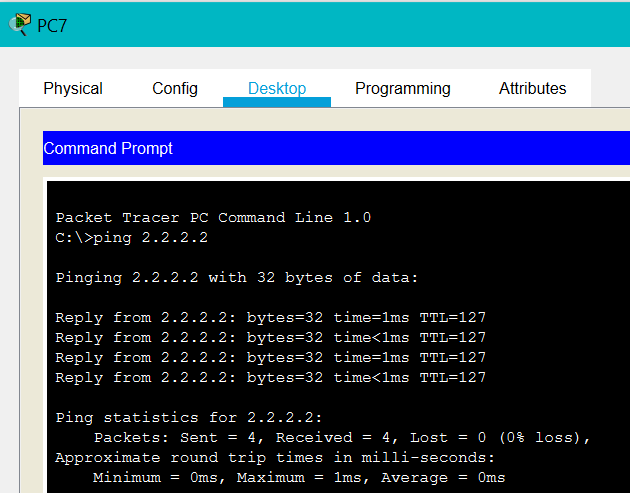 PC7
Physical Config Desktop Programming Attributes
Command Prompt
Packet Tracer PC Command Line 1.0
C:\>ping 2.2.2.2
Pinging 2.2.2.2 with 32 bytes of data:
Reply from 2.2.2.2: bytes=32 time=1ms TTL=127
Reply from 2.2.2.2: bytes=32 time<1ms TTL=127
Reply from 2.2.2.2: bytes=32 time=1ms TTL=127
Reply from 2.2.2.2: bytes=32 time<1ms TTL=127
Ping statistics for 2.2.2.2:
    Packets: Sent = 4, Received = 4, Lost = 0 (0% loss),
Approximate round trip times in milli-seconds:
    Minimum = 0ms, Maximum = 1ms, Average = 0ms